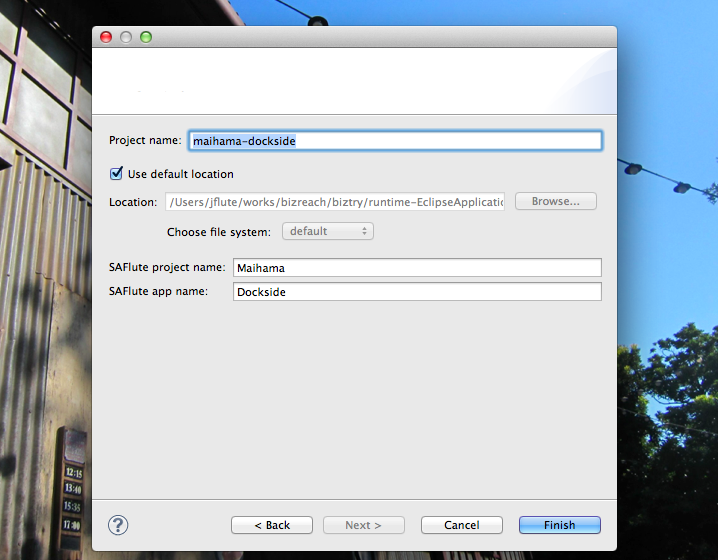 Project name: maihama-dockside
Use default location
Location: /Users/jflute/works/bizreach/biztry/runtime-EclipseApplicatio Browse...
Choose file system: default
SAFlute project name: Maihama
SAFlute app name: Dockside
12:15
13:40
15:35
17:00
? < Back Next > Cancel Finish